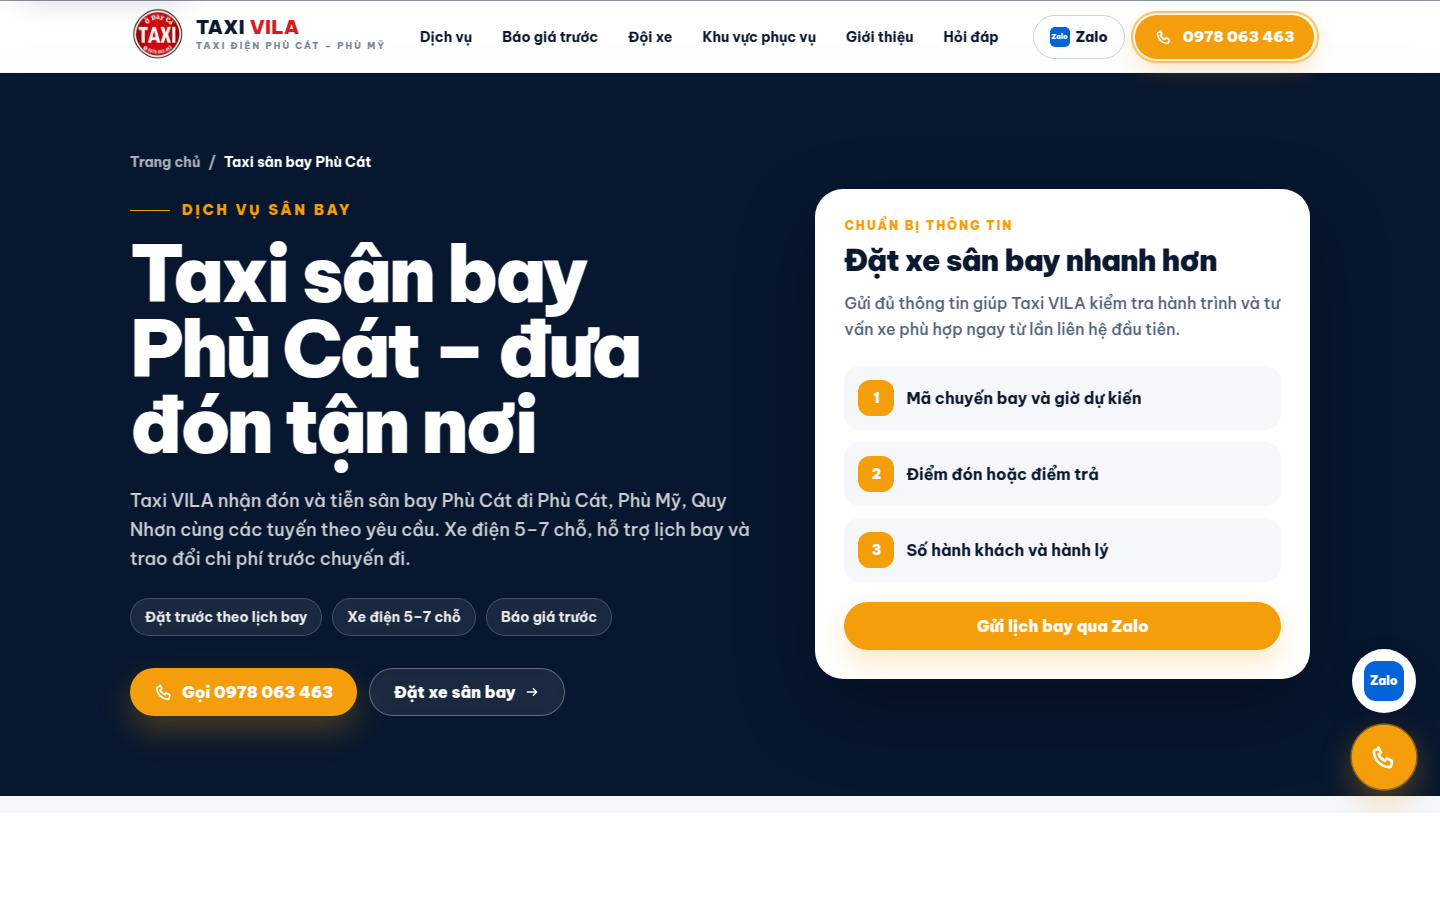 TAXI
TAXI VILA
TAXI ĐIỆN PHÙ CÁT – PHÙ MỸ
Dịch vụ
Báo giá trước
Đội xe
Khu vực phục vụ
Giới thiệu
Hỏi đáp
Zalo Zalo
0978 063 463
Trang chủ / Taxi sân bay Phù Cát
DỊCH VỤ SÂN BAY
Taxi sân bay
Phù Cát – đưa
đón tận nơi
Taxi VILA nhận đón và tiễn sân bay Phù Cát đi Phù Cát, Phù Mỹ, Quy
Nhơn cùng các tuyến theo yêu cầu. Xe điện 5–7 chỗ, hỗ trợ lịch bay và
trao đổi chi phí trước chuyến đi.
Đặt trước theo lịch bay
Xe điện 5–7 chỗ
Báo giá trước
Gọi 0978 063 463
Đặt xe sân bay →
CHUẨN BỊ THÔNG TIN
Đặt xe sân bay nhanh hơn
Gửi đủ thông tin giúp Taxi VILA kiểm tra hành trình và tư
vấn xe phù hợp ngay từ lần liên hệ đầu tiên.
1 Mã chuyến bay và giờ dự kiến
2 Điểm đón hoặc điểm trả
3 Số hành khách và hành lý
Gửi lịch bay qua Zalo
Zalo